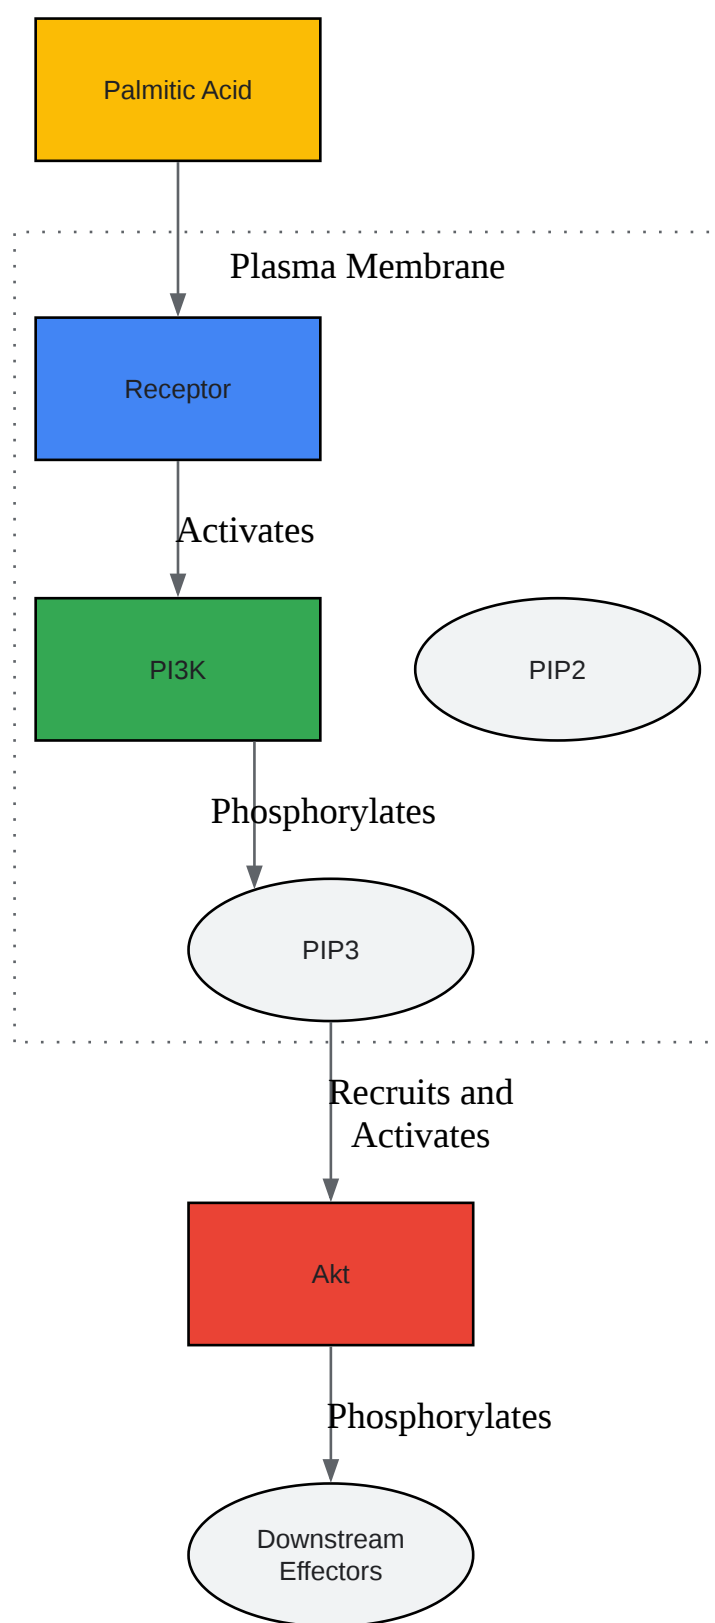 Palmitic Acid
Plasma Membrane
Receptor
Activates
PI3K
PIP2
Phosphorylates
PIP3
Recruits and
Activates
Akt
Phosphorylates
Downstream
Effectors